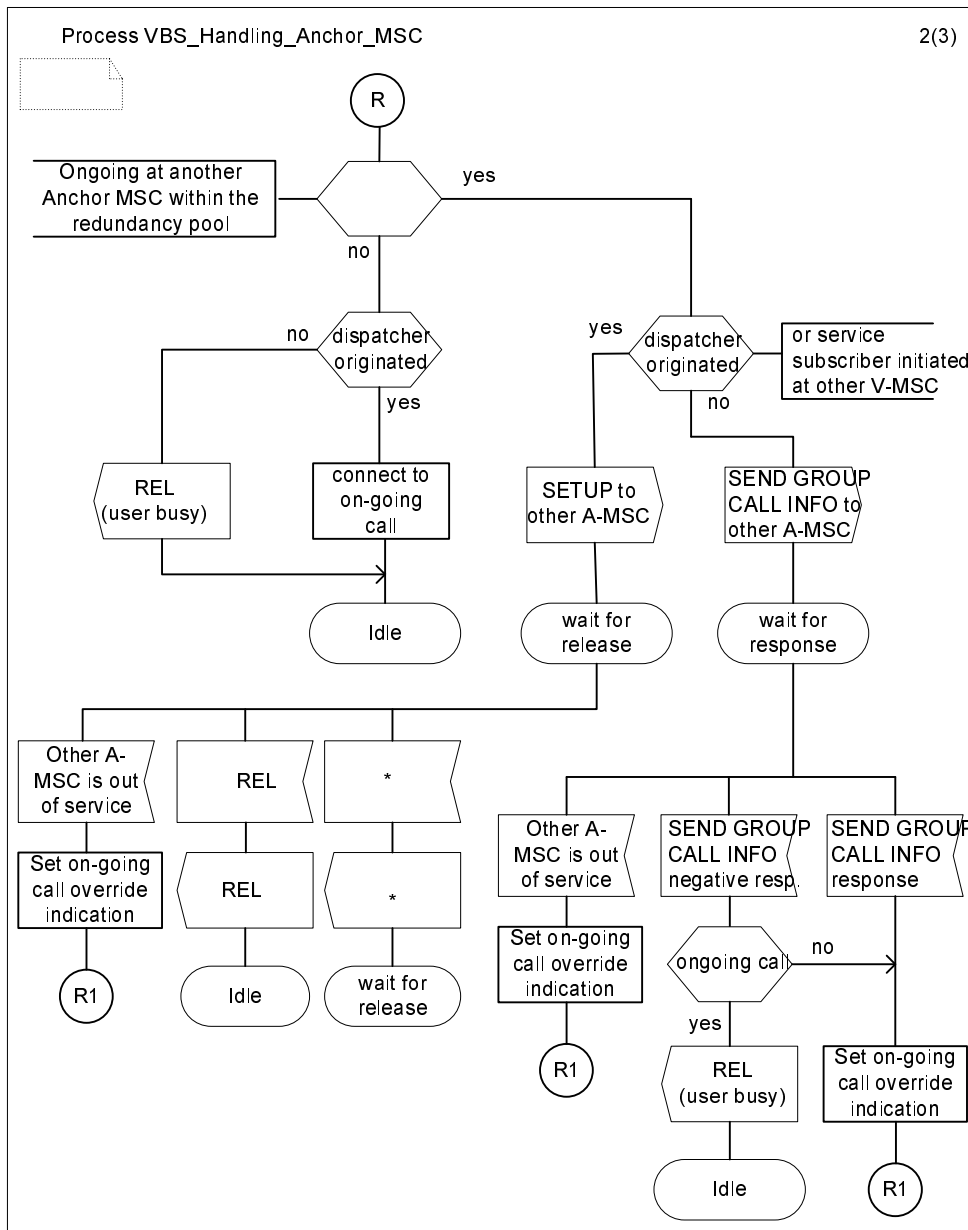 Process VBS_Handling_Anchor_MSC
2(3)
R
Ongoing at another
Anchor MSC within the
redundancy pool
yes
no
no
dispatcher
originated
yes
yes
dispatcher
originated
no
or service
subscriber initiated
at other V-MSC
REL
(user busy)
connect to
on-going
call
SETUP to
other A-MSC
SEND GROUP
CALL INFO to
other A-MSC
Idle
wait for
release
wait for
response
Other A-
MSC is out
of service
REL
*
Set on-going
call override
indication
REL
*
R1
Idle
wait for
release
Other A-
MSC is out
of service
SEND GROUP
CALL INFO
negative resp.
SEND GROUP
CALL INFO
response
Set on-going
call override
indication
ongoing call
no
yes
R1
REL
(user busy)
Set on-going
call override
indication
Idle
R1